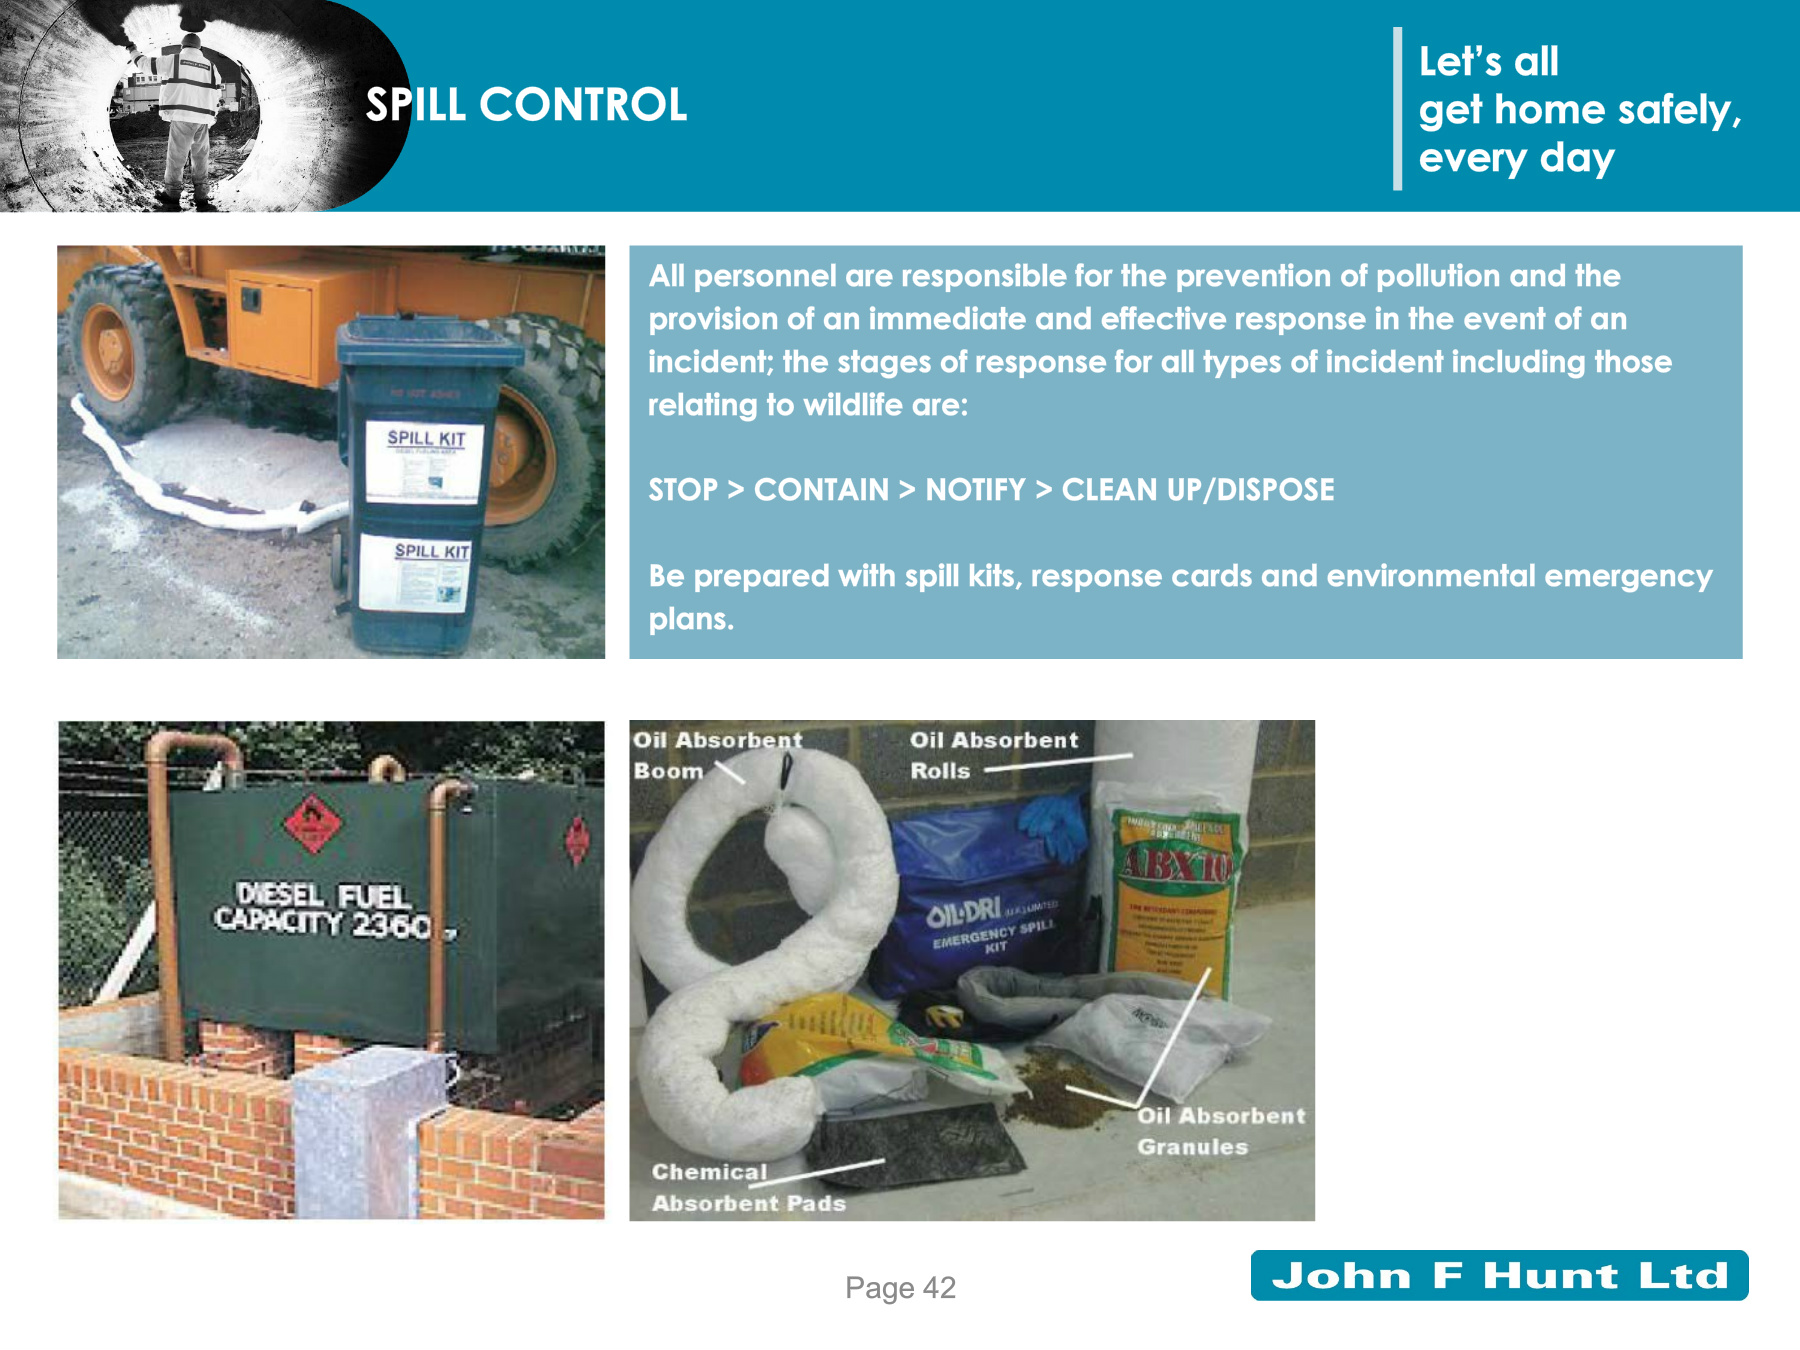 SPILL CONTROL
Let's all
get home safely,
every day
All personnel are responsible for the prevention of pollution and the
provision of an immediate and effective response in the event of an
incident; the stages of response for all types of incident including those
relating to wildlife are:
STOP > CONTAIN > NOTIFY > CLEAN UP/DISPOSE
Be prepared with spill kits, response cards and environmental emergency
plans.
SPILL KIT
SPILL KIT
DIESEL FUEL
CAPACITY 2360
Oil Absorbent
Boom
Oil Absorbent
Rolls
ABX10
OIL-DRI (U.K.) LIMITED
EMERGENCY SPILL
KIT
Oil Absorbent
Granules
Chemical
Absorbent Pads
Page 42
John F Hunt Ltd